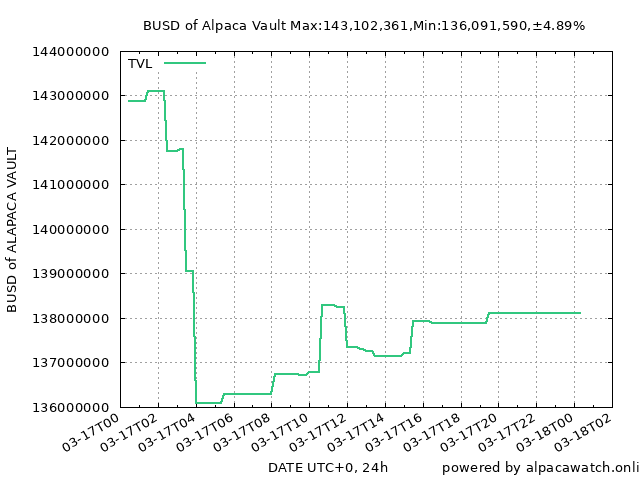 BUSD of Alpaca Vault Max:143,102,361,Min:136,091,590,±4.89%
TVL
144000000
143000000
142000000
141000000
140000000
139000000
138000000
137000000
136000000
BUSD of ALAPACA VAULT
03-17T00
03-17T02
03-17T04
03-17T06
03-17T08
03-17T10
03-17T12
03-17T14
03-17T16
03-17T18
03-17T20
03-17T22
03-18T00
03-18T02
DATE UTC+0, 24h
powered by alpacawatch.onli